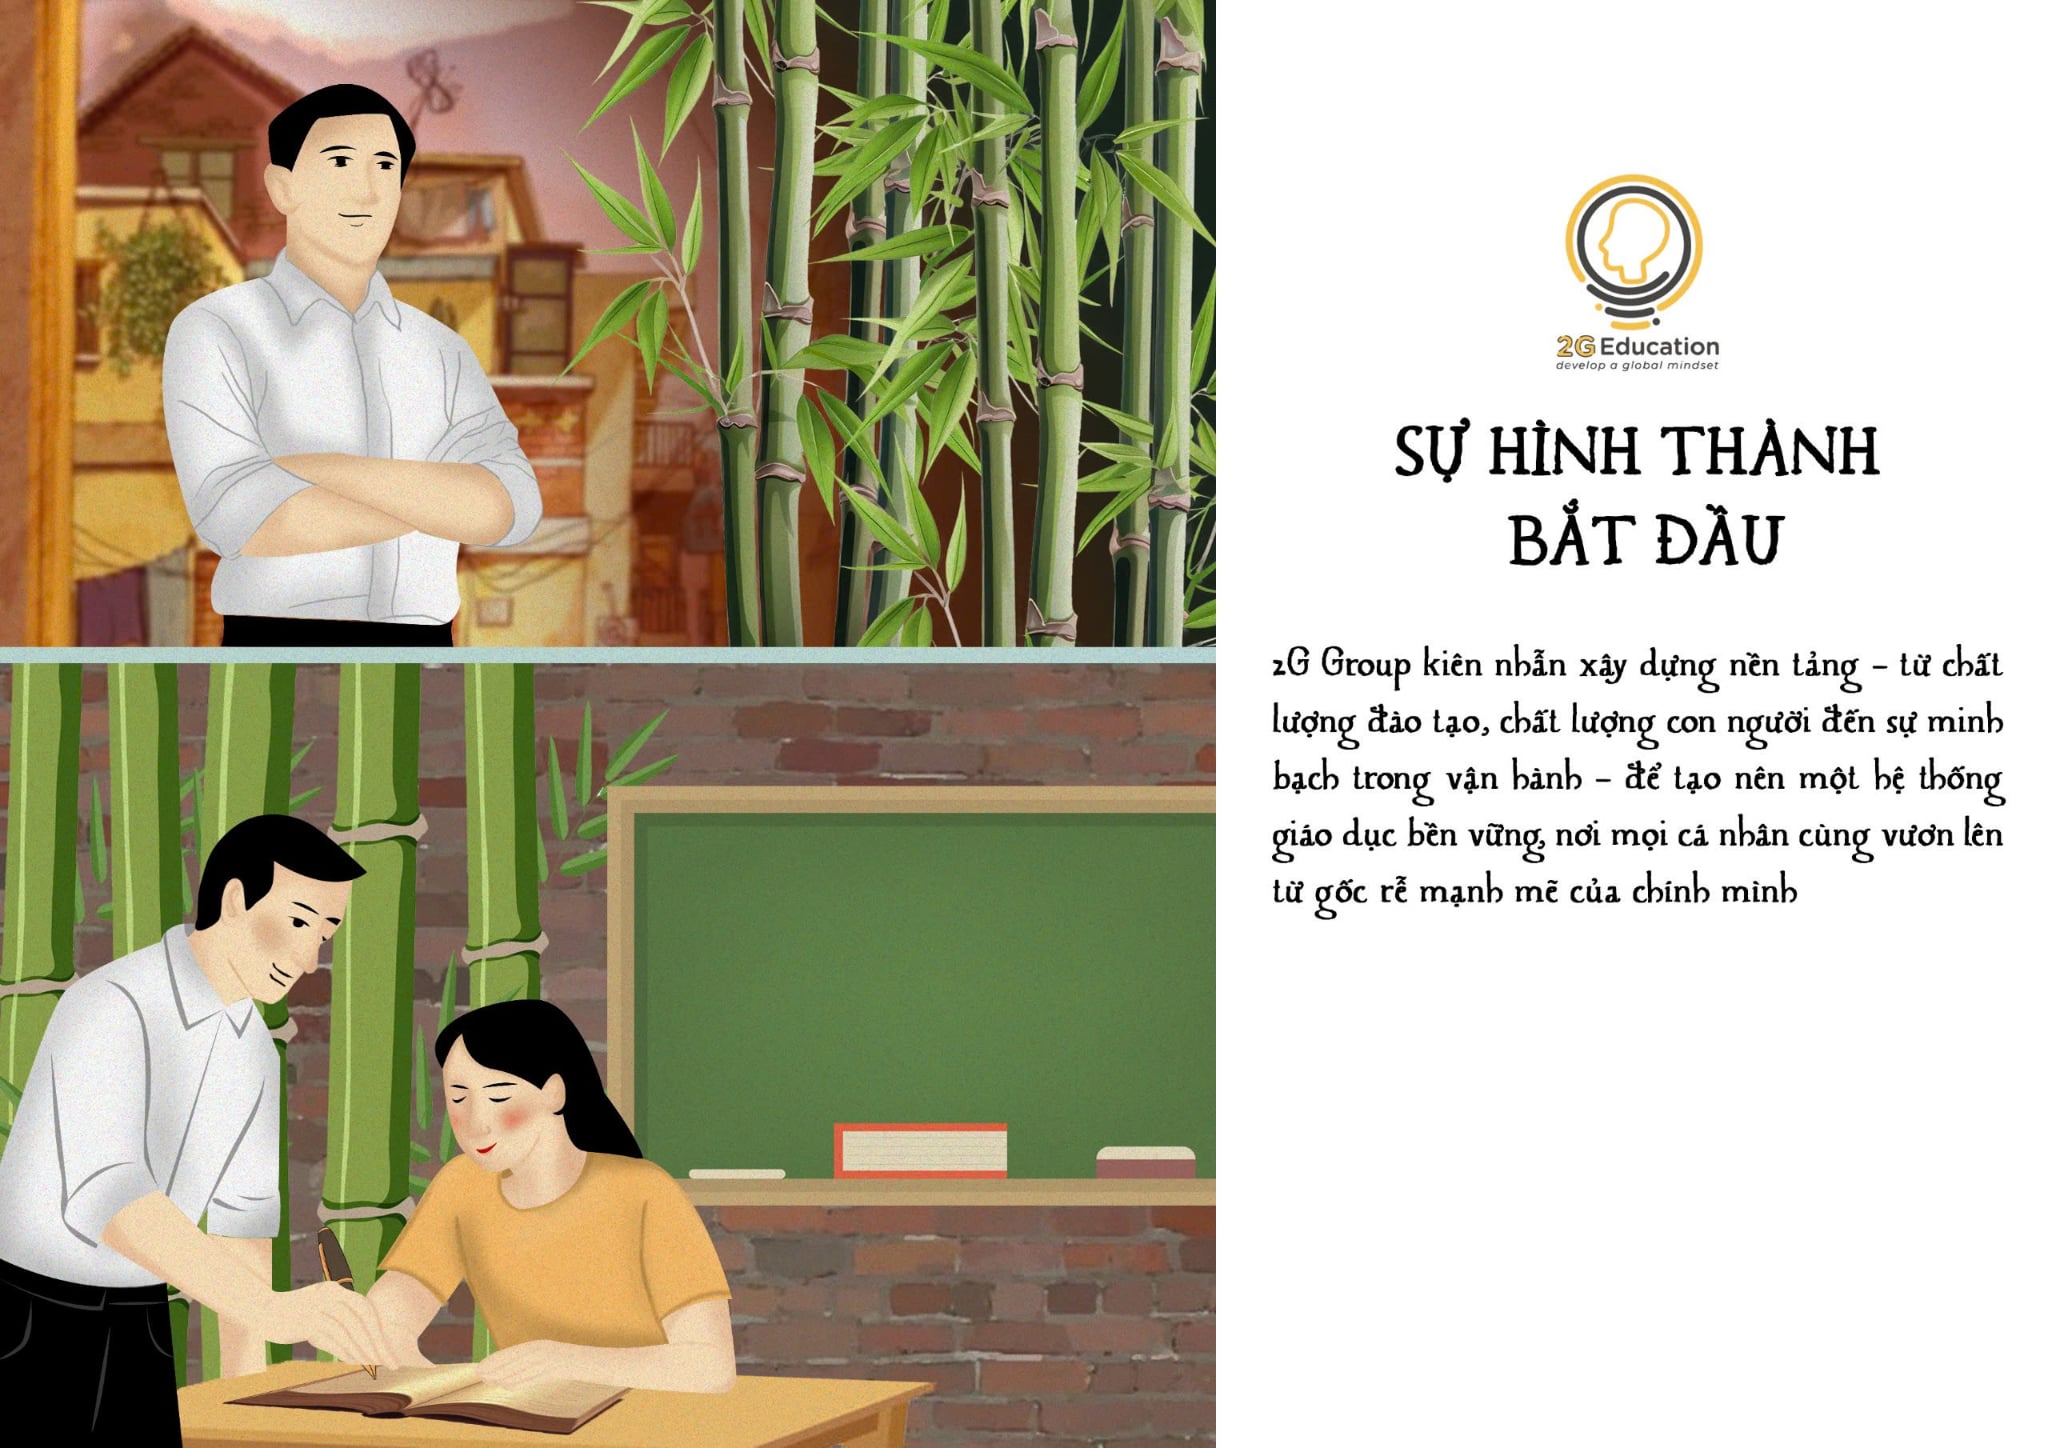 2G Education
develop a global mindset
SỰ HÌNH THÀNH
BẮT ĐẦU
2G Group kiên nhẫn xây dựng nền tảng – từ chất
lượng đào tạo, chất lượng con người đến sự minh
bạch trong vận hành – để tạo nên một hệ thống
giáo dục bền vững, nơi mọi cá nhân cùng vươn lên
từ gốc rễ mạnh mẽ của chính mình